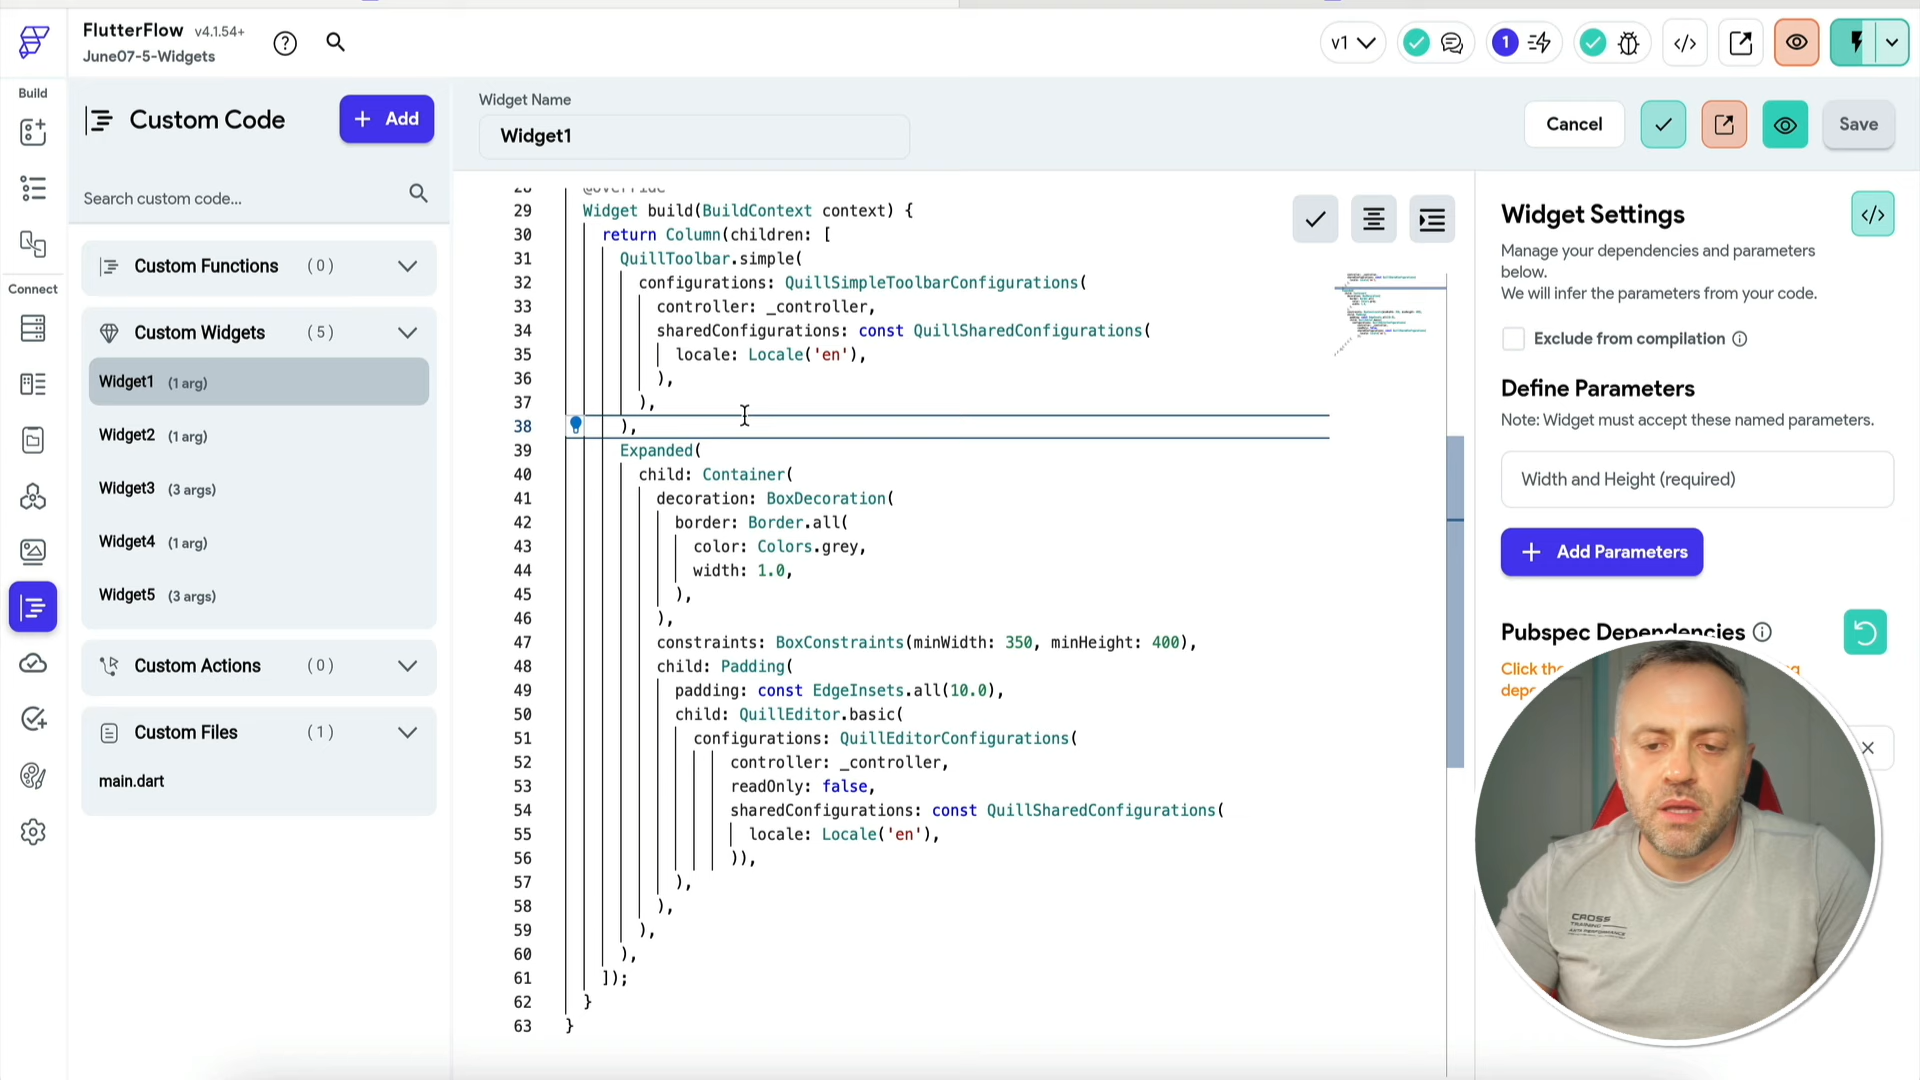 FlutterFlow v4.1.54+
June07-5-Widgets
v1
1
Build
Connect
Custom Code
+ Add
Search custom code...
Custom Functions (0)
Custom Widgets (5)
Widget1 (1 arg)
Widget2 (1 arg)
Widget3 (3 args)
Widget4 (1 arg)
Widget5 (3 args)
Custom Actions (0)
Custom Files (1)
main.dart
Widget Name
Widget1
Cancel
Save
28 @override
29 Widget build(BuildContext context) {
30 return Column(children: [
31 QuillToolbar.simple(
32 configurations: QuillSimpleToolbarConfigurations(
33 controller: _controller,
34 sharedConfigurations: const QuillSharedConfigurations(
35 locale: Locale('en'),
36 ),
37 ),
38 ),
39 Expanded(
40 child: Container(
41 decoration: BoxDecoration(
42 border: Border.all(
43 color: Colors.grey,
44 width: 1.0,
45 ),
46 ),
47 constraints: BoxConstraints(minWidth: 350, minHeight: 400),
48 child: Padding(
49 padding: const EdgeInsets.all(10.0),
50 child: QuillEditor.basic(
51 configurations: QuillEditorConfigurations(
52 controller: _controller,
53 readOnly: false,
54 sharedConfigurations: const QuillSharedConfigurations(
55 locale: Locale('en'),
56 )),
57 ),
58 ),
59 ),
60 ),
61 ]);
62 }
63 }
Widget Settings
Manage your dependencies and parameters
below.
We will infer the parameters from your code.
Exclude from compilation
Define Parameters
Note: Widget must accept these named parameters.
Width and Height (required)
+ Add Parameters
Pubspec Dependencies
Click the
CROSS
TRAINING